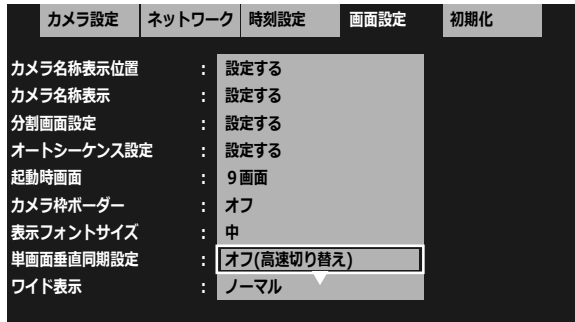 カメラ設定 ネットワーク 時刻設定 画面設定 初期化
カメラ名称表示位置 : 設定する
カメラ名称表示 : 設定する
分割画面設定 : 設定する
オートシーケンス設定 : 設定する
起動時画面 : 9画面
カメラ枠ボーダー : オフ
表示フォントサイズ : 中
単画面垂直同期設定 : オフ(高速切り替え)
ワイド表示 : ノーマル